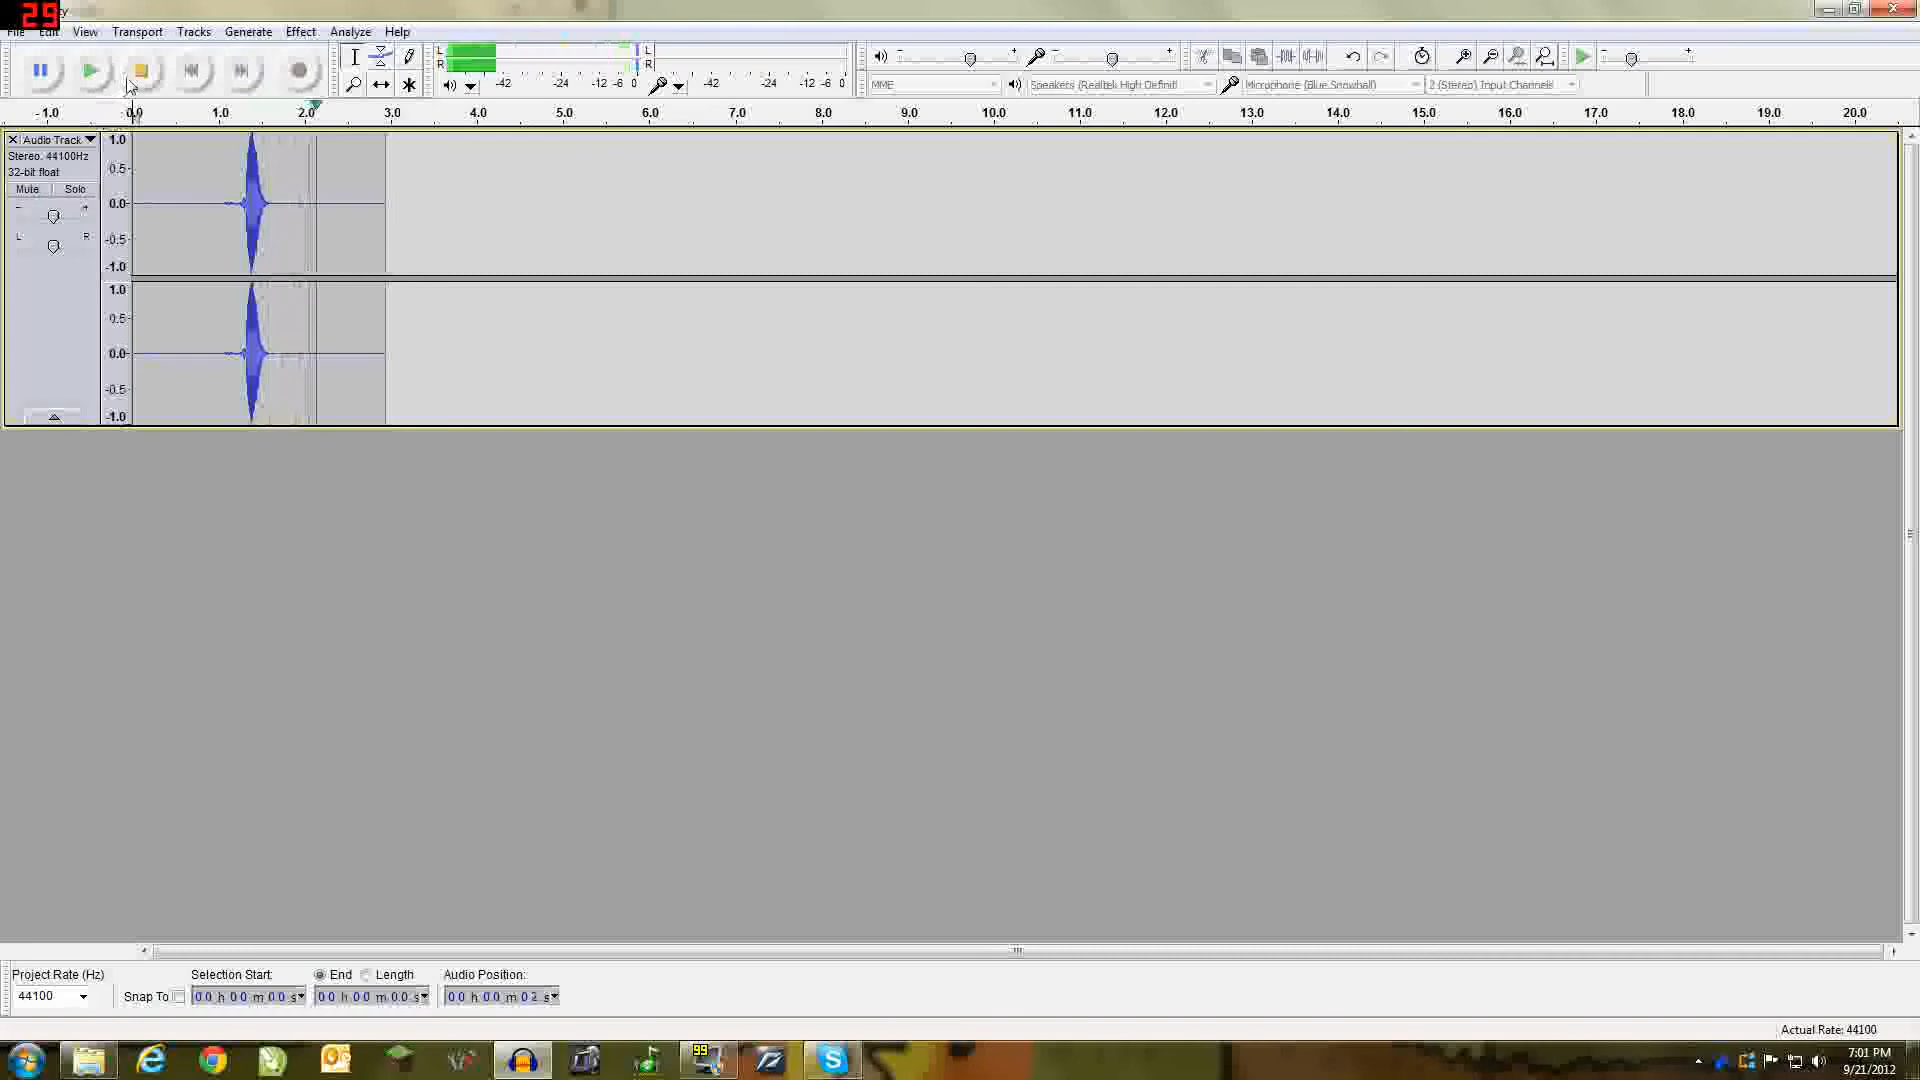 29
File Edit View Transport Tracks Generate Effect Analyze Help
L
R
-42 -24 -12 -6 0
L
R
-42 -24 -12 -6 0
- + - + - +
MME
Speakers (Realtek High Definiti
Microphone (Blue Snowball)
2 (Stereo) Input Channels
-1.0 0.0 1.0 2.0 3.0 4.0 5.0 6.0 7.0 8.0 9.0 10.0 11.0 12.0 13.0 14.0 15.0 16.0 17.0 18.0 19.0 20.0
Audio Track
Stereo, 44100Hz
32-bit float
Mute Solo
- +
L R
1.0
0.5
0.0
-0.5
-1.0
1.0
0.5
0.0
-0.5
-1.0
Project Rate (Hz)
44100
Snap To
Selection Start:
00 h 00 m 00 s
End Length
00 h 00 m 00 s
Audio Position:
00 h 00 m 02 s
Actual Rate: 44100
99
7:01 PM
9/21/2012